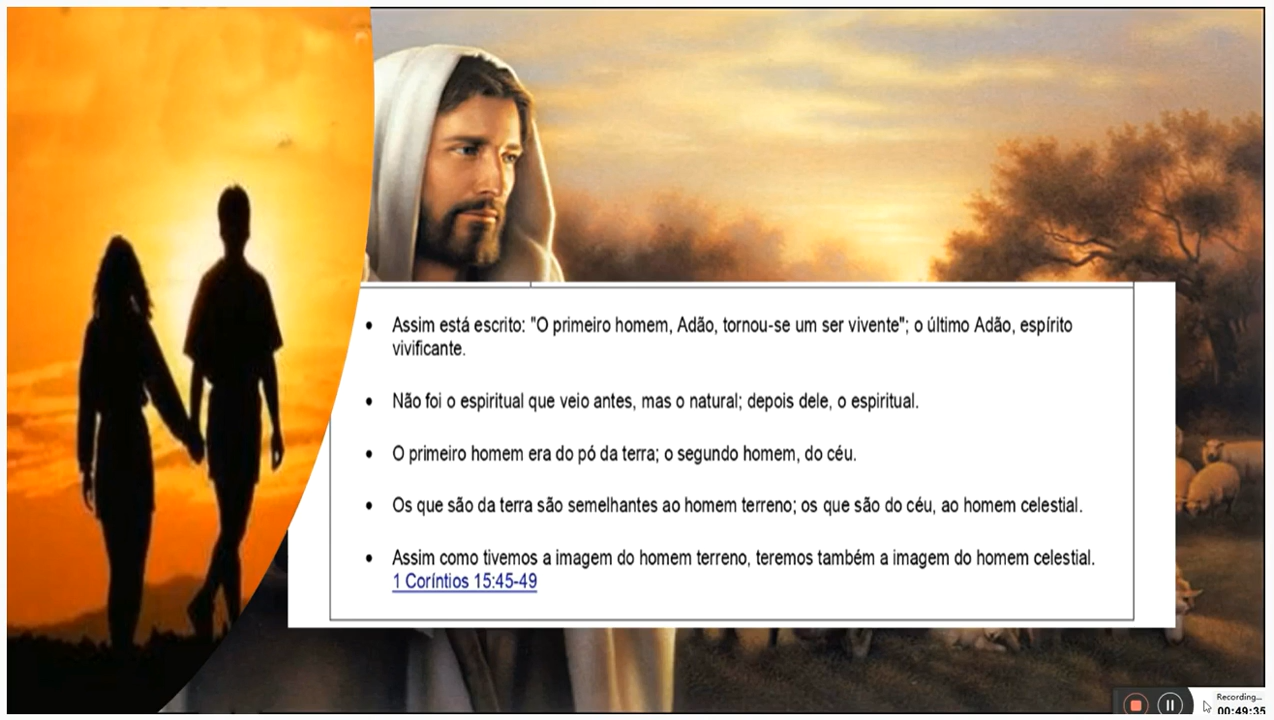 Assim está escrito: "O primeiro homem, Adão, tornou-se um ser vivente"; o último Adão, espírito
vivificante.
Não foi o espiritual que veio antes, mas o natural; depois dele, o espiritual.
O primeiro homem era do pó da terra; o segundo homem, do céu.
Os que são da terra são semelhantes ao homem terreno; os que são do céu, ao homem celestial.
Assim como tivemos a imagem do homem terreno, teremos também a imagem do homem celestial.
1 Coríntios 15:45-49
Recording...
00:49:35